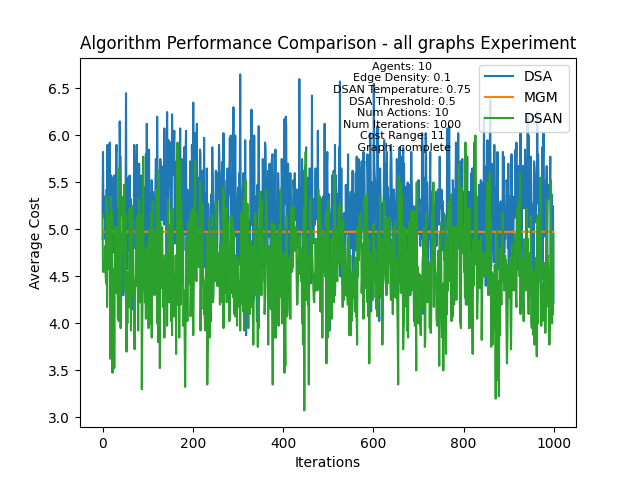 Algorithm Performance Comparison - all graphs Experiment
Agents: 10
Edge Density: 0.1
DSAN Temperature: 0.75
DSA Threshold: 0.5
Num Actions: 10
Num Iterations: 1000
Cost Range: 11
Graph: complete
DSA
MGM
DSAN
Average Cost
6.5
6.0
5.5
5.0
4.5
4.0
3.5
3.0
0 200 400 600 800 1000
Iterations